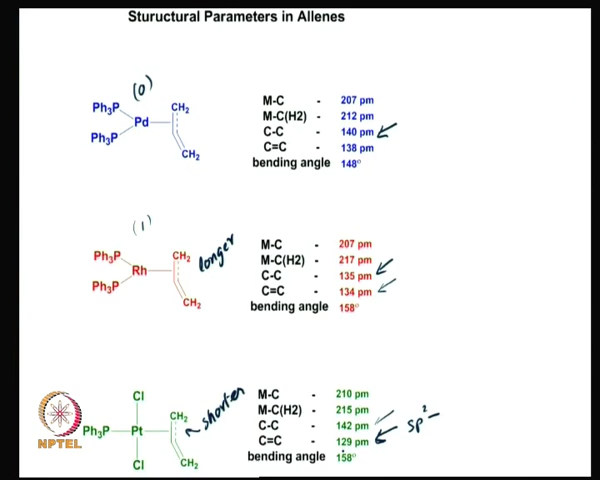 Stuructural Parameters in Allenes
(0)
Ph3P CH2
Pd
Ph3P
CH2
M-C - 207 pm
M-C(H2) - 212 pm
C-C - 140 pm
C=C - 138 pm
bending angle 148°
(1)
Ph3P CH2 longer
Rh
Ph3P
CH2
M-C - 207 pm
M-C(H2) - 217 pm
C-C - 135 pm
C=C - 134 pm
bending angle 158°
Cl
CH2 ~ shorter
Ph3P Pt
CH2
Cl
M-C - 210 pm
M-C(H2) - 215 pm
C-C - 142 pm sp2-
C=C - 129 pm
bending angle 158°
NPTEL